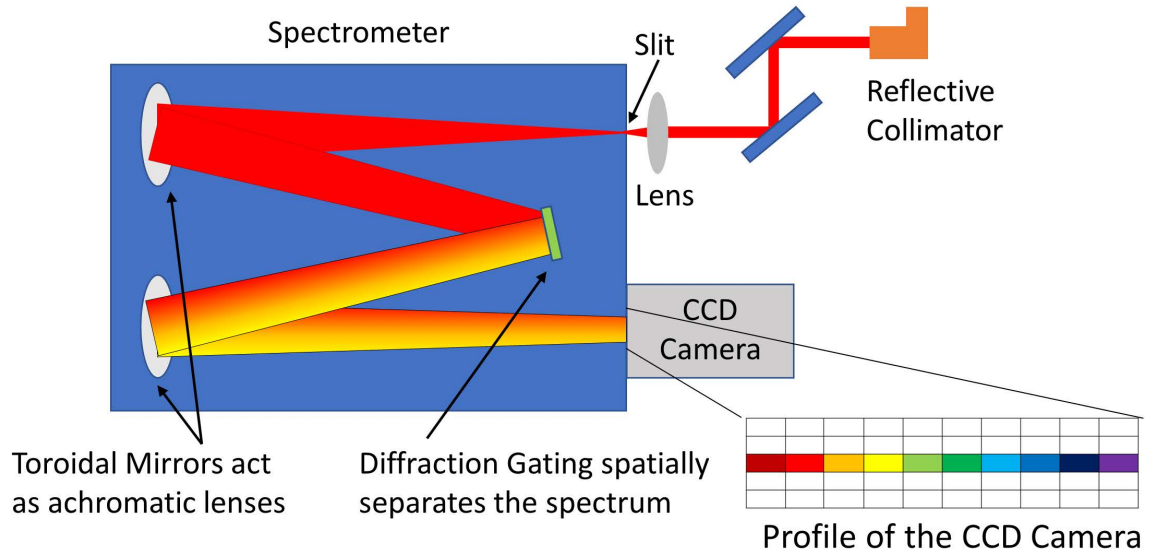 Spectrometer
Slit
Reflective
Collimator
Lens
CCD
Camera
Toroidal Mirrors act
as achromatic lenses
Diffraction Gating spatially
separates the spectrum
Profile of the CCD Camera